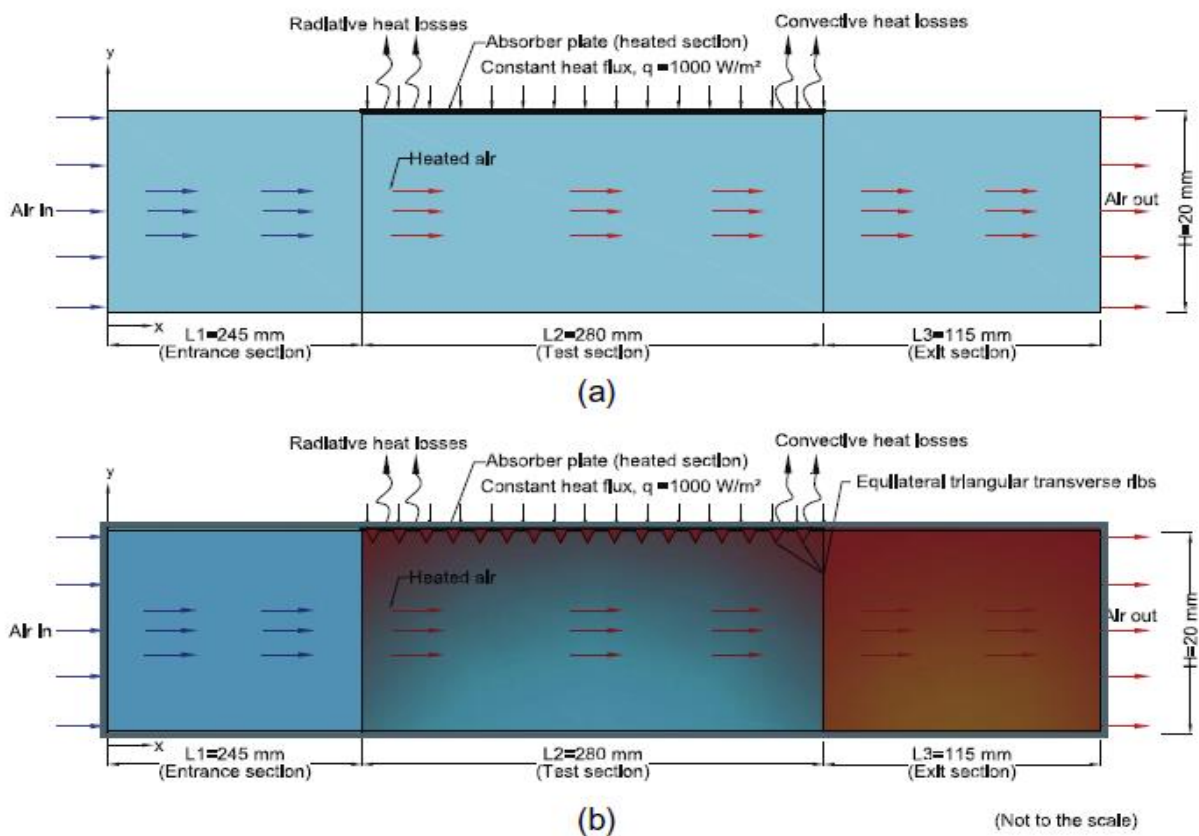 Radiative heat losses
Convective losses
Absorber plate (heated section)
Constant heat flux, q =1000 W/m²
y
Heated air
Air in
Air out
H=20 mm
x
L1=245 mm
(Entrance section)
L2=280 mm
(Test section)
L3=115 mm
(Exit section)
(a)
Radiative heat losses
Convective heat losses
Absorber plate (heated section)
Constant heat flux, q =1000 W/m²
Equilateral triangular transverse ribs
y
Heated air
Air in
Air out
H=20 mm
x
L1=245 mm
(Entrance section)
L2=280 mm
(Test section)
L3=115 mm
(Exit section)
(b)
(Not to the scale)